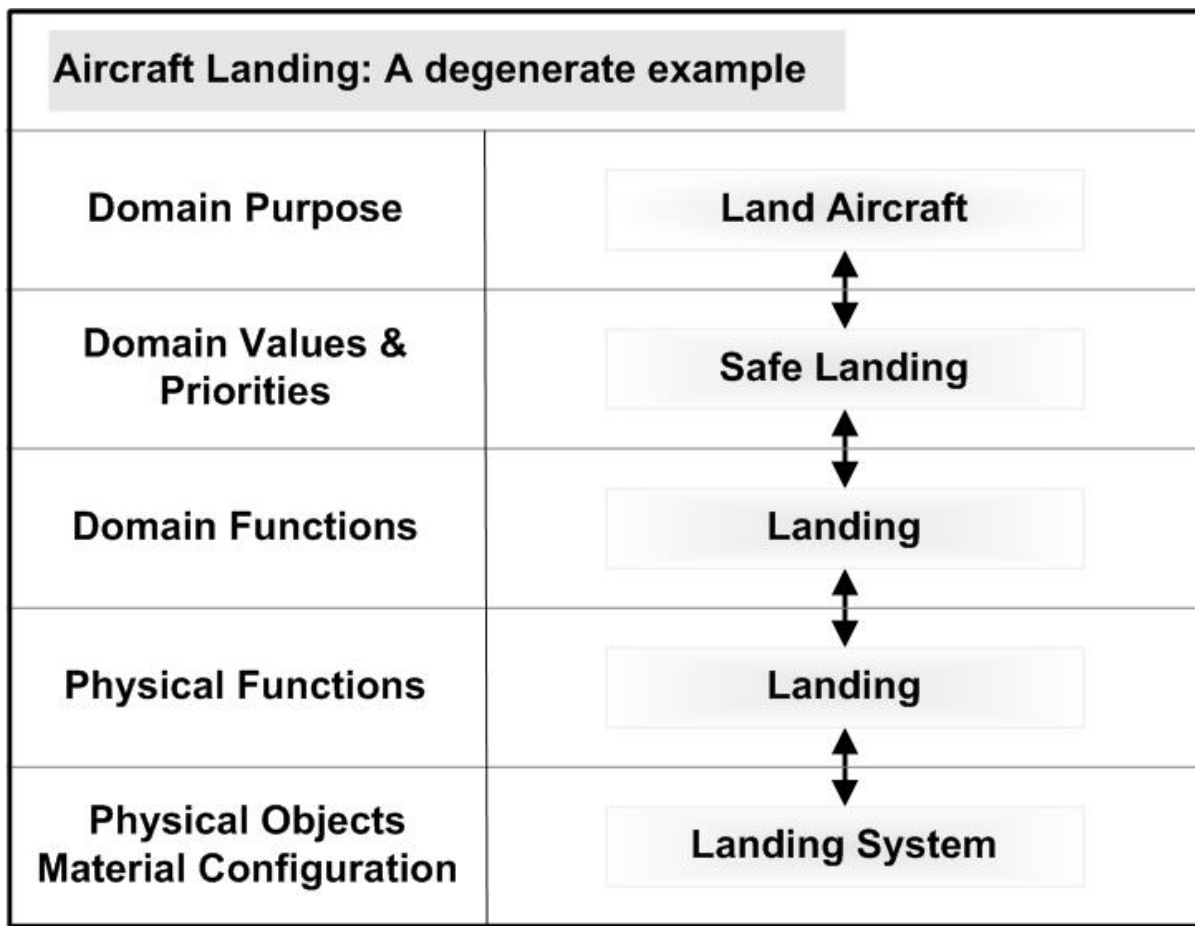 Aircraft Landing: A degenerate example
Domain Purpose
Land Aircraft
Domain Values &
Priorities
Safe Landing
Domain Functions
Landing
Physical Functions
Landing
Physical Objects
Material Configuration
Landing System